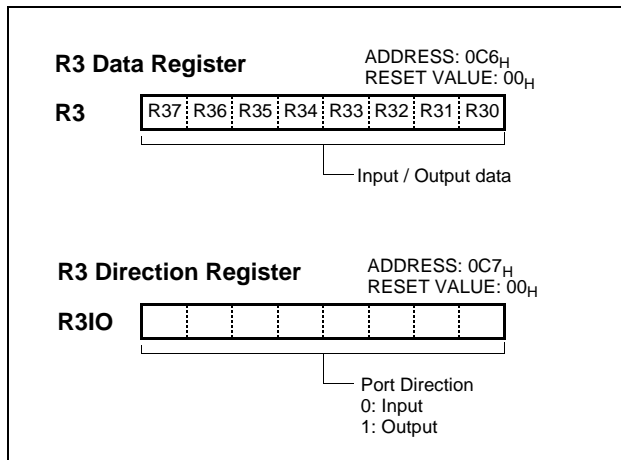 R3 Data Register
ADDRESS: 0C6H
RESET VALUE: 00H
R3
R37 R36 R35 R34 R33 R32 R31 R30
Input / Output data
R3 Direction Register
ADDRESS: 0C7H
RESET VALUE: 00H
R3IO
Port Direction
0: Input
1: Output